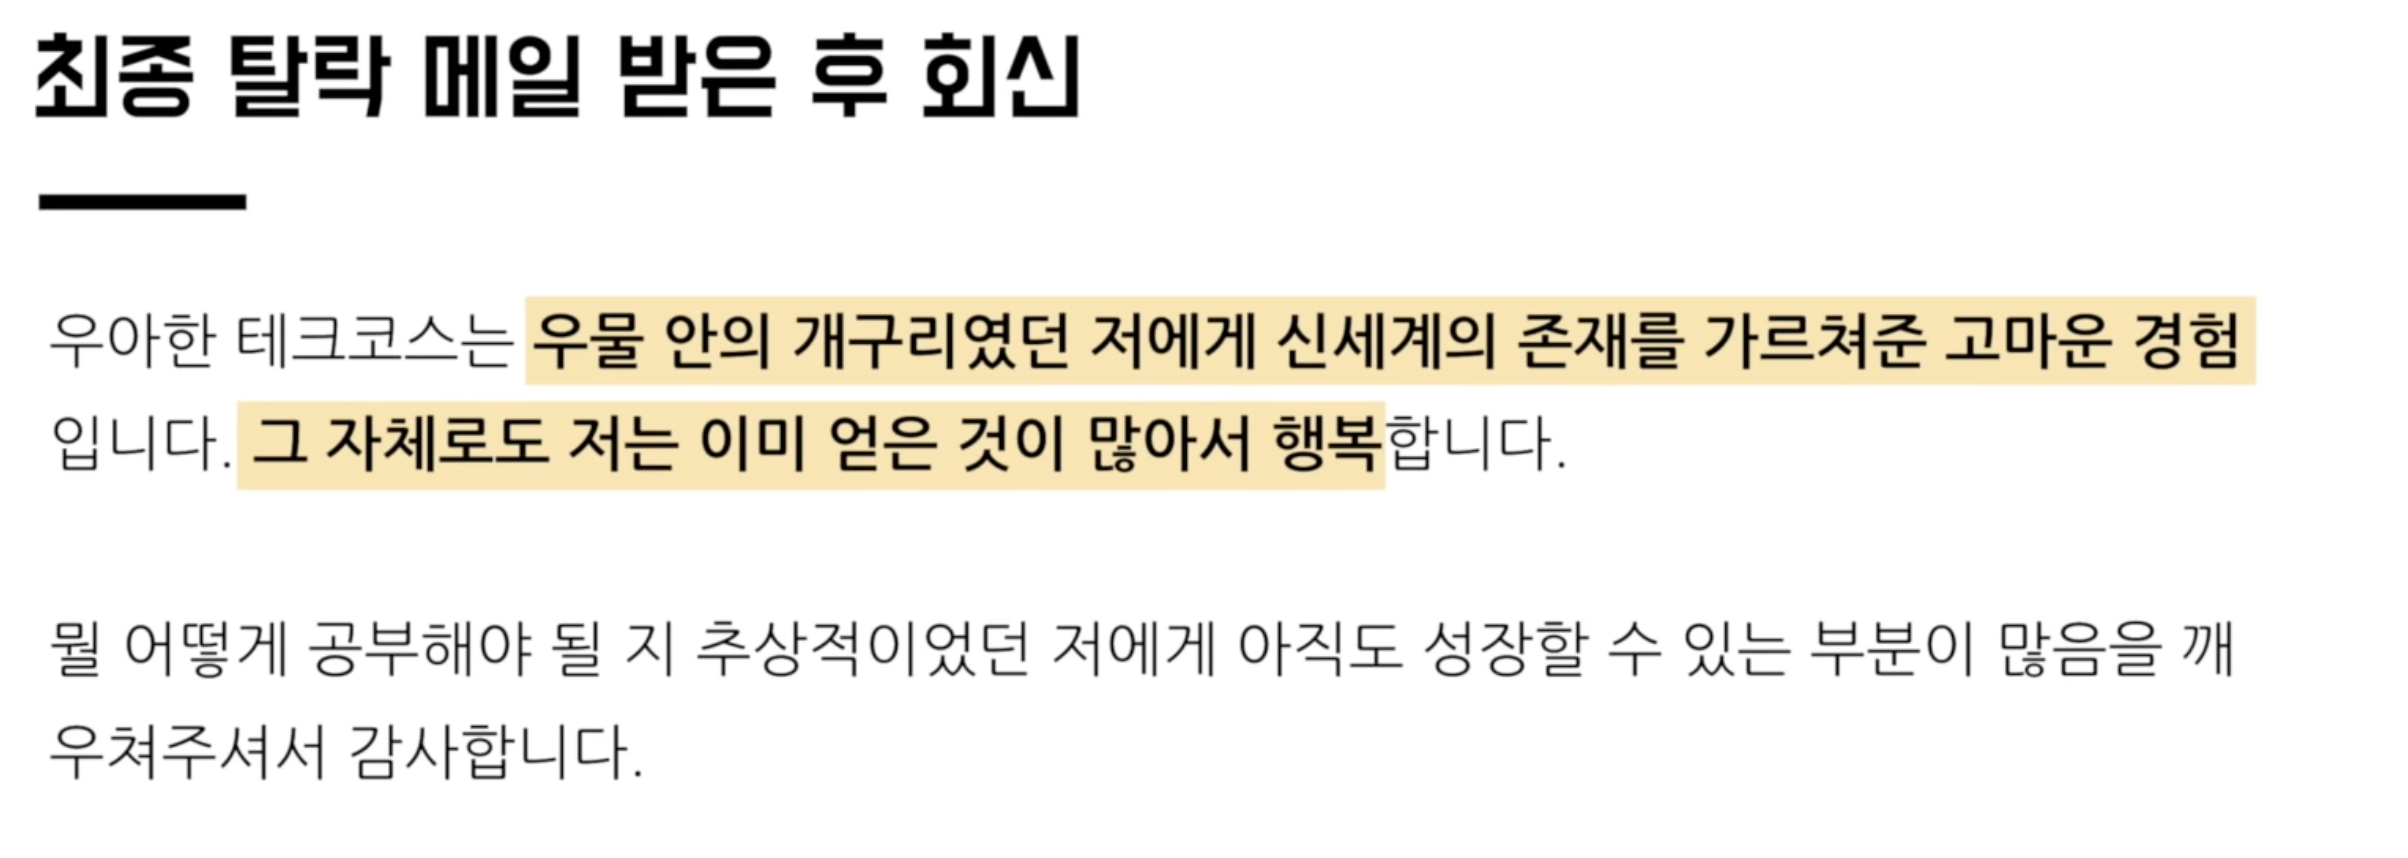 최종 탈락 메일 받은 후 회신
우아한 테크코스는 우물 안의 개구리였던 저에게 신세계의 존재를 가르쳐준 고마운 경험
입니다. 그 자체로도 저는 이미 얻은 것이 많아서 행복합니다.
뭘 어떻게 공부해야 될 지 추상적이었던 저에게 아직도 성장할 수 있는 부분이 많음을 깨
우쳐주셔서 감사합니다.